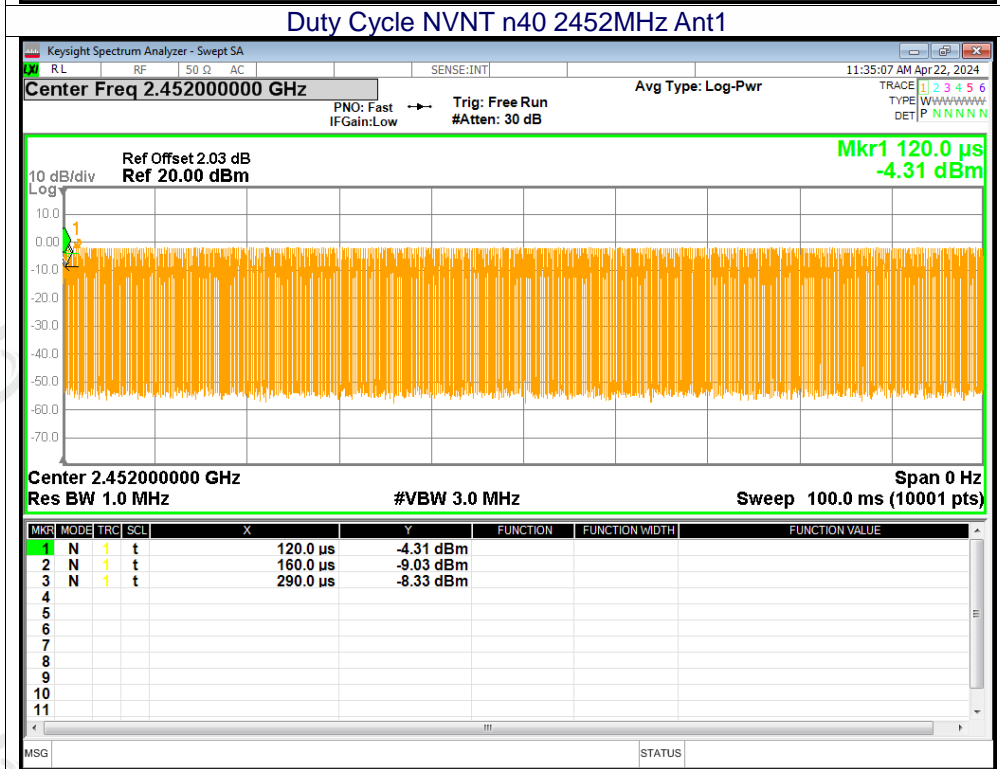 Duty Cycle NVNT n40 2452MHz Ant1
Keysight Spectrum Analyzer - Swept SA
LXI RL RF 50 Ω AC SENSE:INT 11:35:07 AM Apr 22, 2024
Center Freq 2.452000000 GHz Avg Type: Log-Pwr TRACE 1 2 3 4 5 6
PNO: Fast Trig: Free Run TYPE WWWWWWW
IFGain:Low #Atten: 30 dB DET P N N N N N
Mkr1 120.0 µs
Ref Offset 2.03 dB
10 dB/div Ref 20.00 dBm -4.31 dBm
Log
10.0
1
0.00
-10.0
-20.0
-30.0
-40.0
-50.0
-60.0
-70.0
Center 2.452000000 GHz Span 0 Hz
Res BW 1.0 MHz #VBW 3.0 MHz Sweep 100.0 ms (10001 pts)
MKR MODE TRC SCL X Y FUNCTION FUNCTION WIDTH FUNCTION VALUE
1 N 1 t 120.0 µs -4.31 dBm
2 N 1 t 160.0 µs -9.03 dBm
3 N 1 t 290.0 µs -8.33 dBm
4
5
6
7
8
9
10
11
MSG STATUS